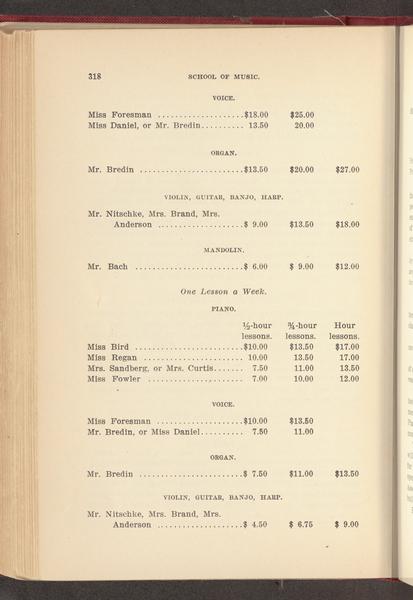 318 SCHOOL OF MUSIC.
VOICE.
Miss Foresman ....................$18.00 $25.00
Miss Daniel, or Mr. Bredin.......... 13.50 20.00
ORGAN.
Mr. Bredin .........................$13.50 $20.00 $27.00
VIOLIN, GUITAR, BANJO, HARP.
Mr. Nitschke, Mrs. Brand, Mrs.
Anderson ....................$ 9.00 $13.50 $18.00
MANDOLIN.
Mr. Bach ..........................$ 6.00 $ 9.00 $12.00
One Lesson a Week.
PIANO.
½-hour ¾-hour Hour
lessons. lessons. lessons.
Miss Bird ..........................$10.00 $13.50 $17.00
Miss Regan ........................ 10.00 13.50 17.00
Mrs. Sandberg, or Mrs. Curtis....... 7.50 11.00 13.50
Miss Fowler ....................... 7.00 10.00 12.00
VOICE.
Miss Foresman .....................$10.00 $13.50
Mr. Bredin, or Miss Daniel.......... 7.50 11.00
ORGAN.
Mr. Bredin .........................$ 7.50 $11.00 $13.50
VIOLIN, GUITAR, BANJO, HARP.
Mr. Nitschke, Mrs. Brand, Mrs.
Anderson ....................$ 4.50 $ 6.75 $ 9.00